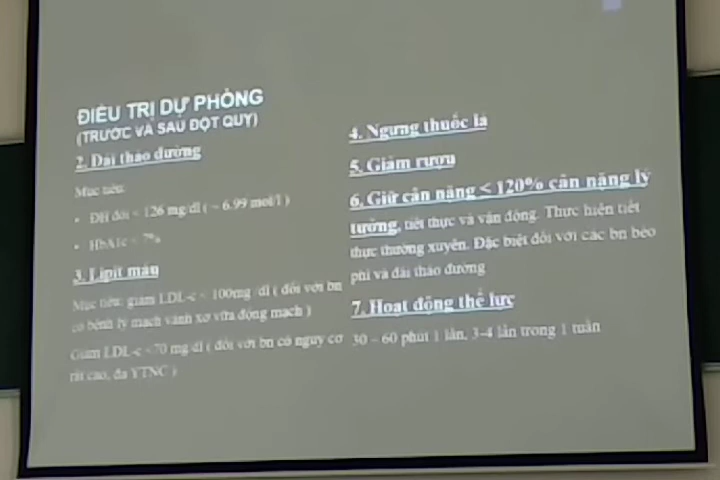 ĐIỀU TRỊ DỰ PHÒNG
(TRƯỚC VÀ SAU ĐỘT QUỴ)
2. Đái tháo đường
Mục tiêu:
• ĐH đói < 126 mg/dl ( ~ 6.99 mol/l )
• HbA1c < 7%
3. Lipit máu
Mục tiêu: giảm LDL-c < 100mg/dl ( đối với bn
có bệnh lý mạch vành xơ vữa động mạch )
Giảm LDL-c <70 mg/dl ( đối với bn có nguy cơ
rất cao, đa YTNC )
4. Ngưng thuốc lá
5. Giảm rượu
6. Giữ cân nặng < 120% cân nặng lý
tưởng, tiết thực và vận động. Thực hiện tiết
thực thường xuyên. Đặc biệt đối với các bn béo
phì và đái tháo đường
7. Hoạt động thể lực
30 – 60 phút 1 lần, 3-4 lần trong 1 tuần